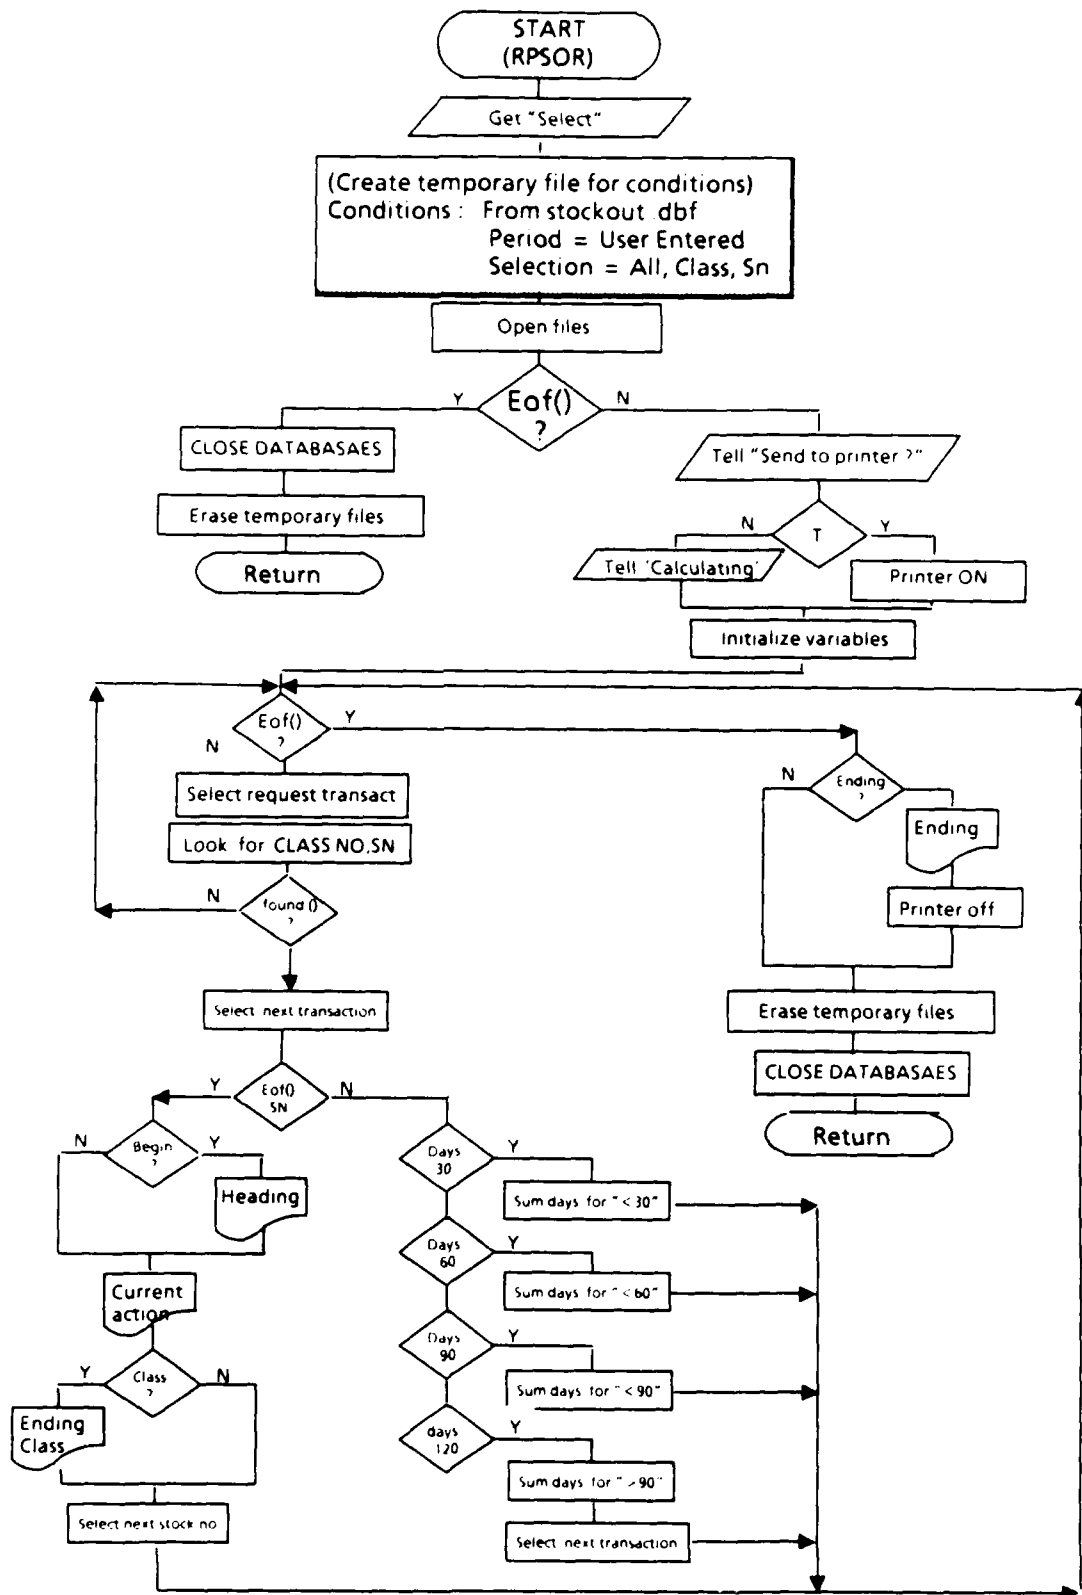 START
(RPSOR)
Get "Select"
(Create temporary file for conditions)
Conditions : From stockout .dbf
Period = User Entered
Selection = All, Class, Sn
Open files
Eof()
?
Y
N
CLOSE DATABASAES
Erase temporary files
Return
Tell "Send to printer ?"
T
N
Y
Tell 'Calculating'
Printer ON
Initialize variables
Eof()
?
Y
N
Select request transact
Look for CLASS NO,SN
found ()
?
N
Ending
?
N
Ending
Printer off
Erase temporary files
CLOSE DATABASAES
Return
Select next transaction
Eof()
SN
Y
N
Begin
?
N
Y
Heading
Current
action
Class
?
Y
N
Ending
Class
Select next stock no
Days
30
Y
Sum days for "<30"
Days
60
Y
Sum days for "<60"
Days
90
Y
Sum days for "<90"
days
120
Y
Sum days for ">90"
Select next transaction